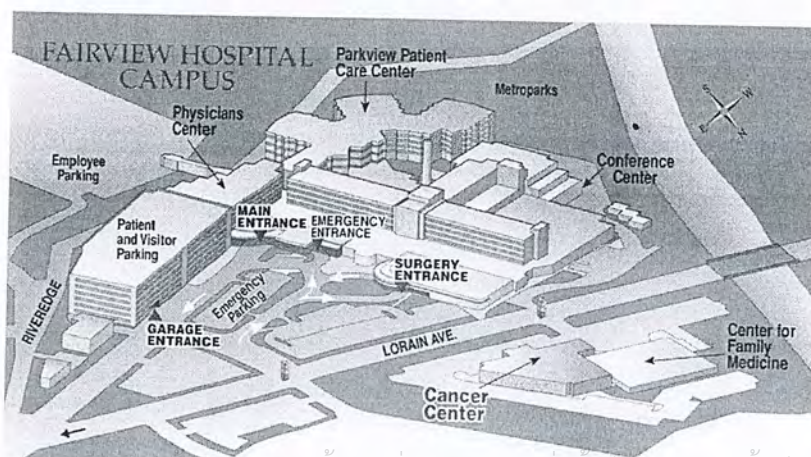 FAIRVIEW HOSPITAL
CAMPUS
Parkview Patient
Care Center
Metroparks
S
W
E
N
Physicians
Center
Conference
Center
Employee
Parking
MAIN
ENTRANCE
EMERGENCY
ENTRANCE
Patient
and Visitor
Parking
SURGERY
ENTRANCE
Emergency
Parking
RIVEREDGE
GARAGE
ENTRANCE
LORAIN AVE.
Center for
Family
Medicine
Cancer
Center